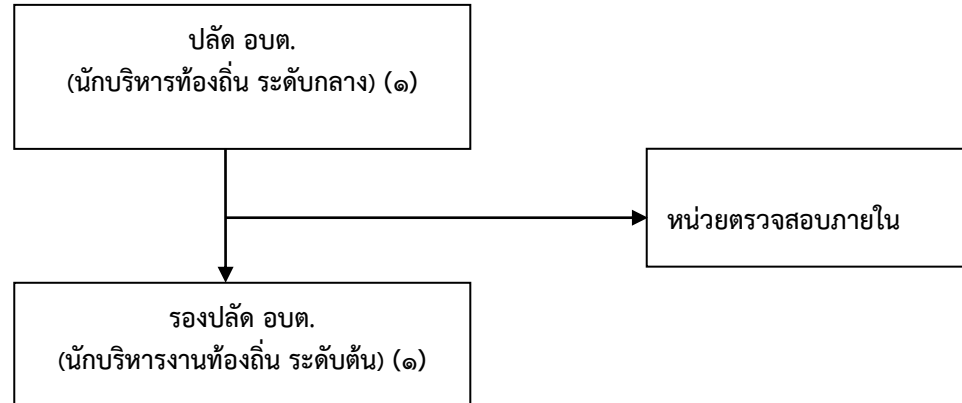 ปลัด อบต.
(นักบริหารท้องถิ่น ระดับกลาง) (๑)
หน่วยตรวจสอบภายใน
รองปลัด อบต.
(นักบริหารงานท้องถิ่น ระดับต้น) (๑)